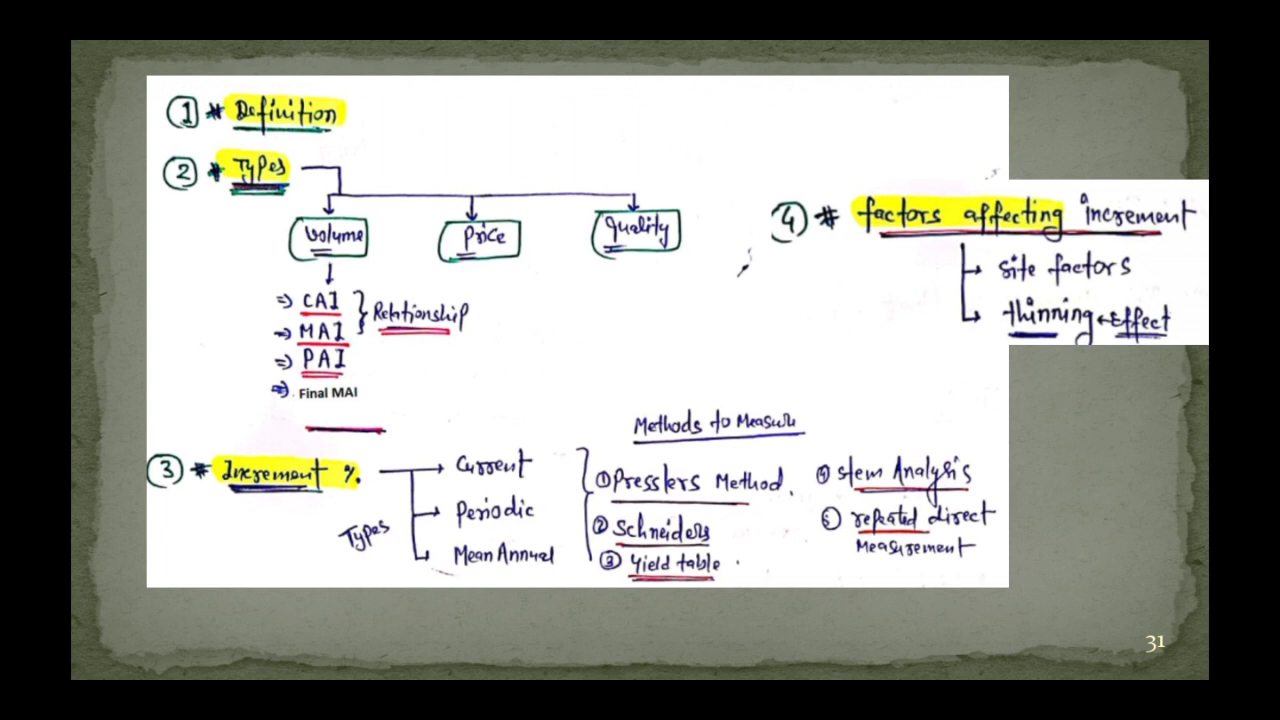 ① * Definition
② * Types
Volume Price Quality
=> CAI } Relationship
=> MAI
=> PAI
=> Final MAI
④ # factors affecting increment
site factors
thinning ← Effect
Methods to Measure
③ * Increment %.
Types
Current
Periodic
Mean Annual
① Presslers Method.
② Schneiders
③ Yield table.
④ stem Analysis
⑤ repeated direct
Measurement
31